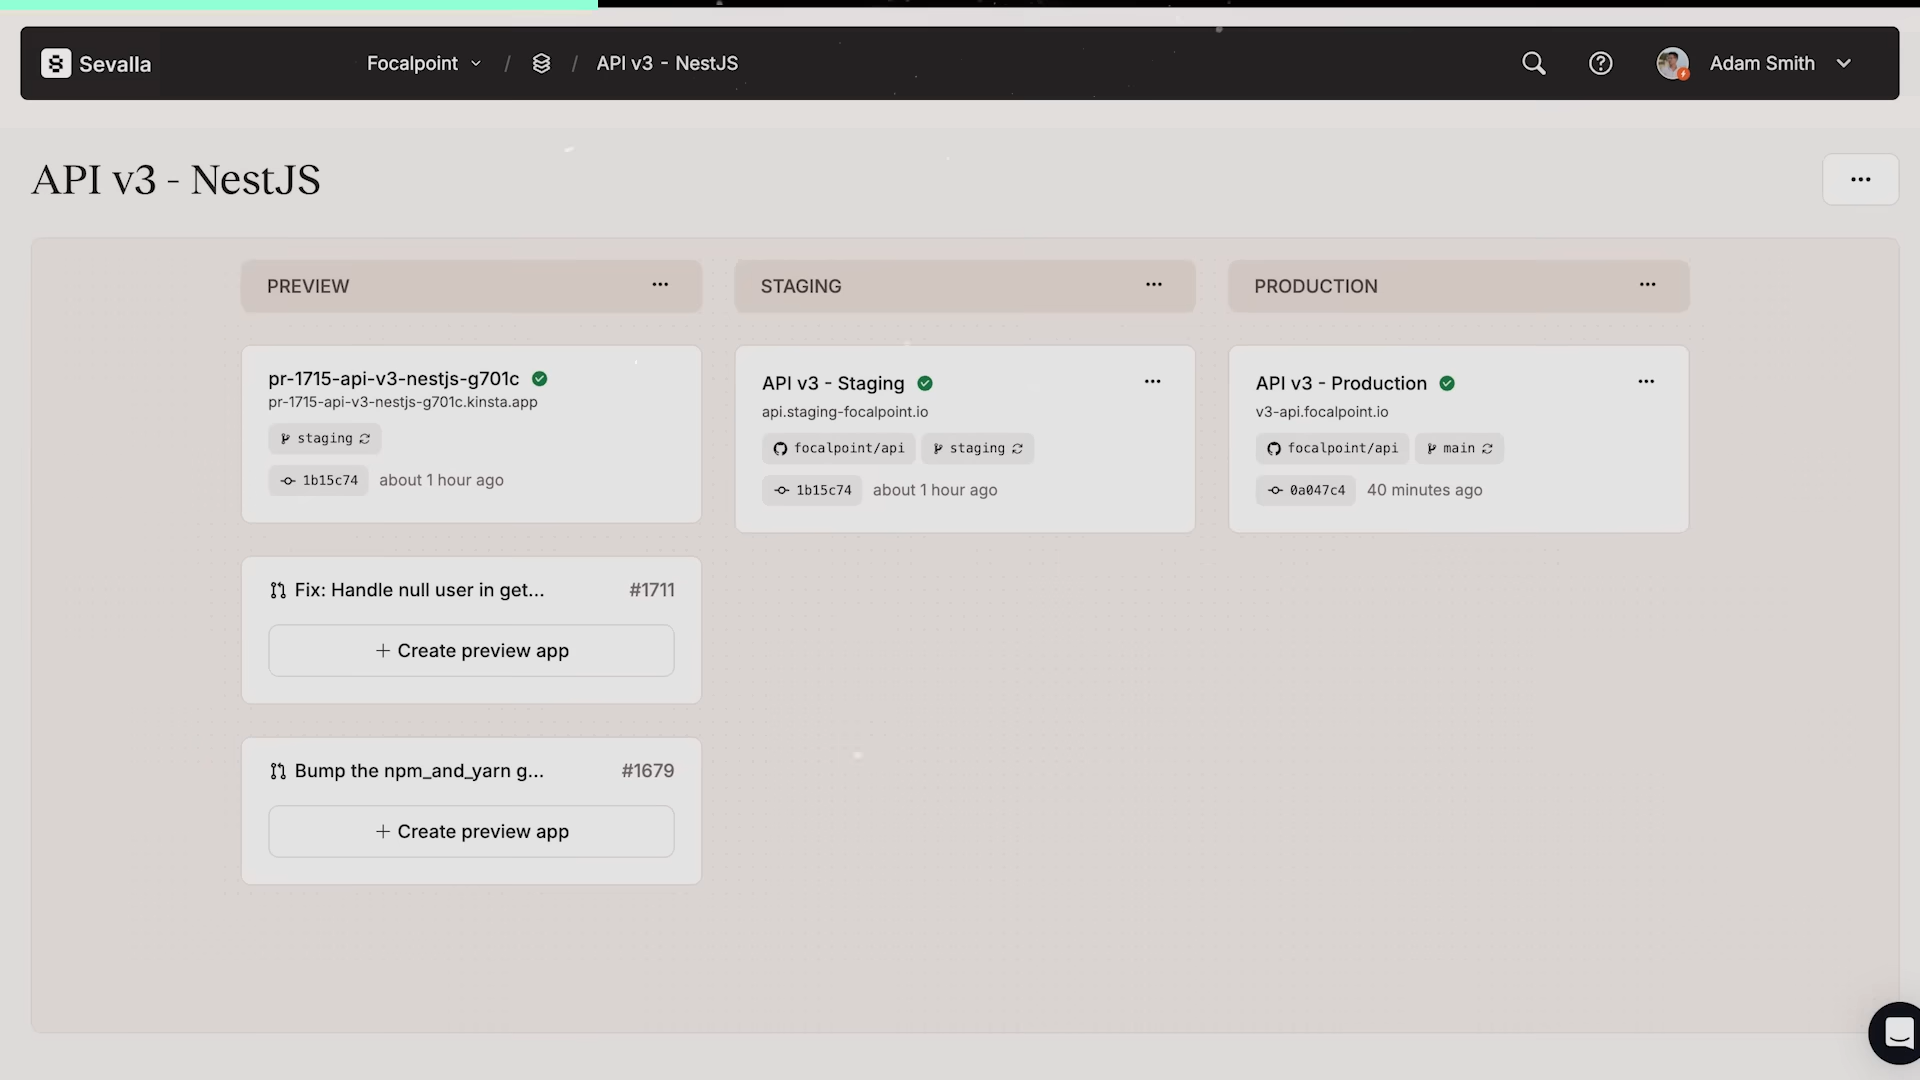 Sevalla
Focalpoint / / API v3 - NestJS
Adam Smith
API v3 - NestJS
PREVIEW
pr-1715-api-v3-nestjs-g701c
pr-1715-api-v3-nestjs-g701c.kinsta.app
staging
1b15c74 about 1 hour ago
Fix: Handle null user in get... #1711
+ Create preview app
Bump the npm_and_yarn g... #1679
+ Create preview app
STAGING
API v3 - Staging
api.staging-focalpoint.io
focalpoint/api staging
1b15c74 about 1 hour ago
PRODUCTION
API v3 - Production
v3-api.focalpoint.io
focalpoint/api main
0a047c4 40 minutes ago